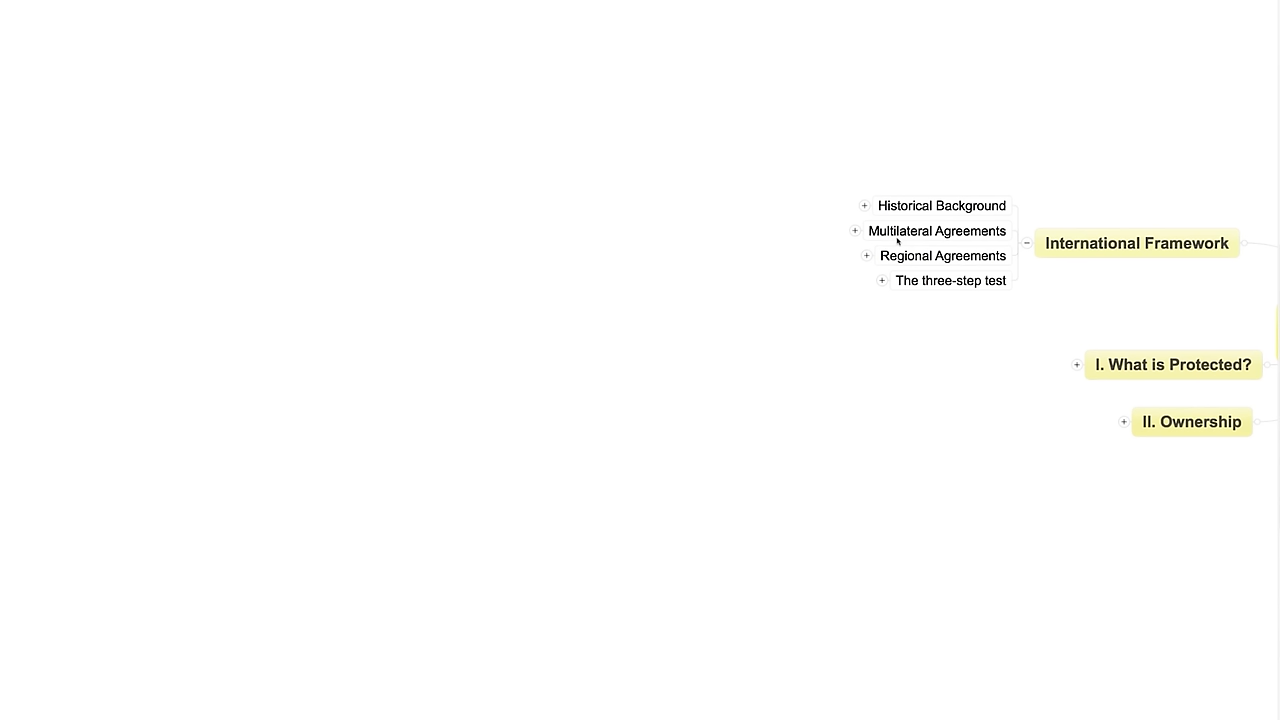 Historical Background
Multilateral Agreements
International Framework
Regional Agreements
The three-step test
I. What is Protected?
II. Ownership